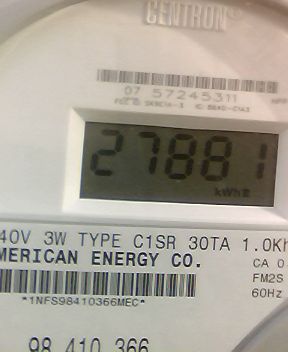 CENTRON®
07 57245311
27881
kWh
40V 3W TYPE C1SR 30TA 1.0Kh
MERICAN ENERGY CO.
CA 0
FM2S
*1NFS98410366MEC*
60Hz
98 410 366